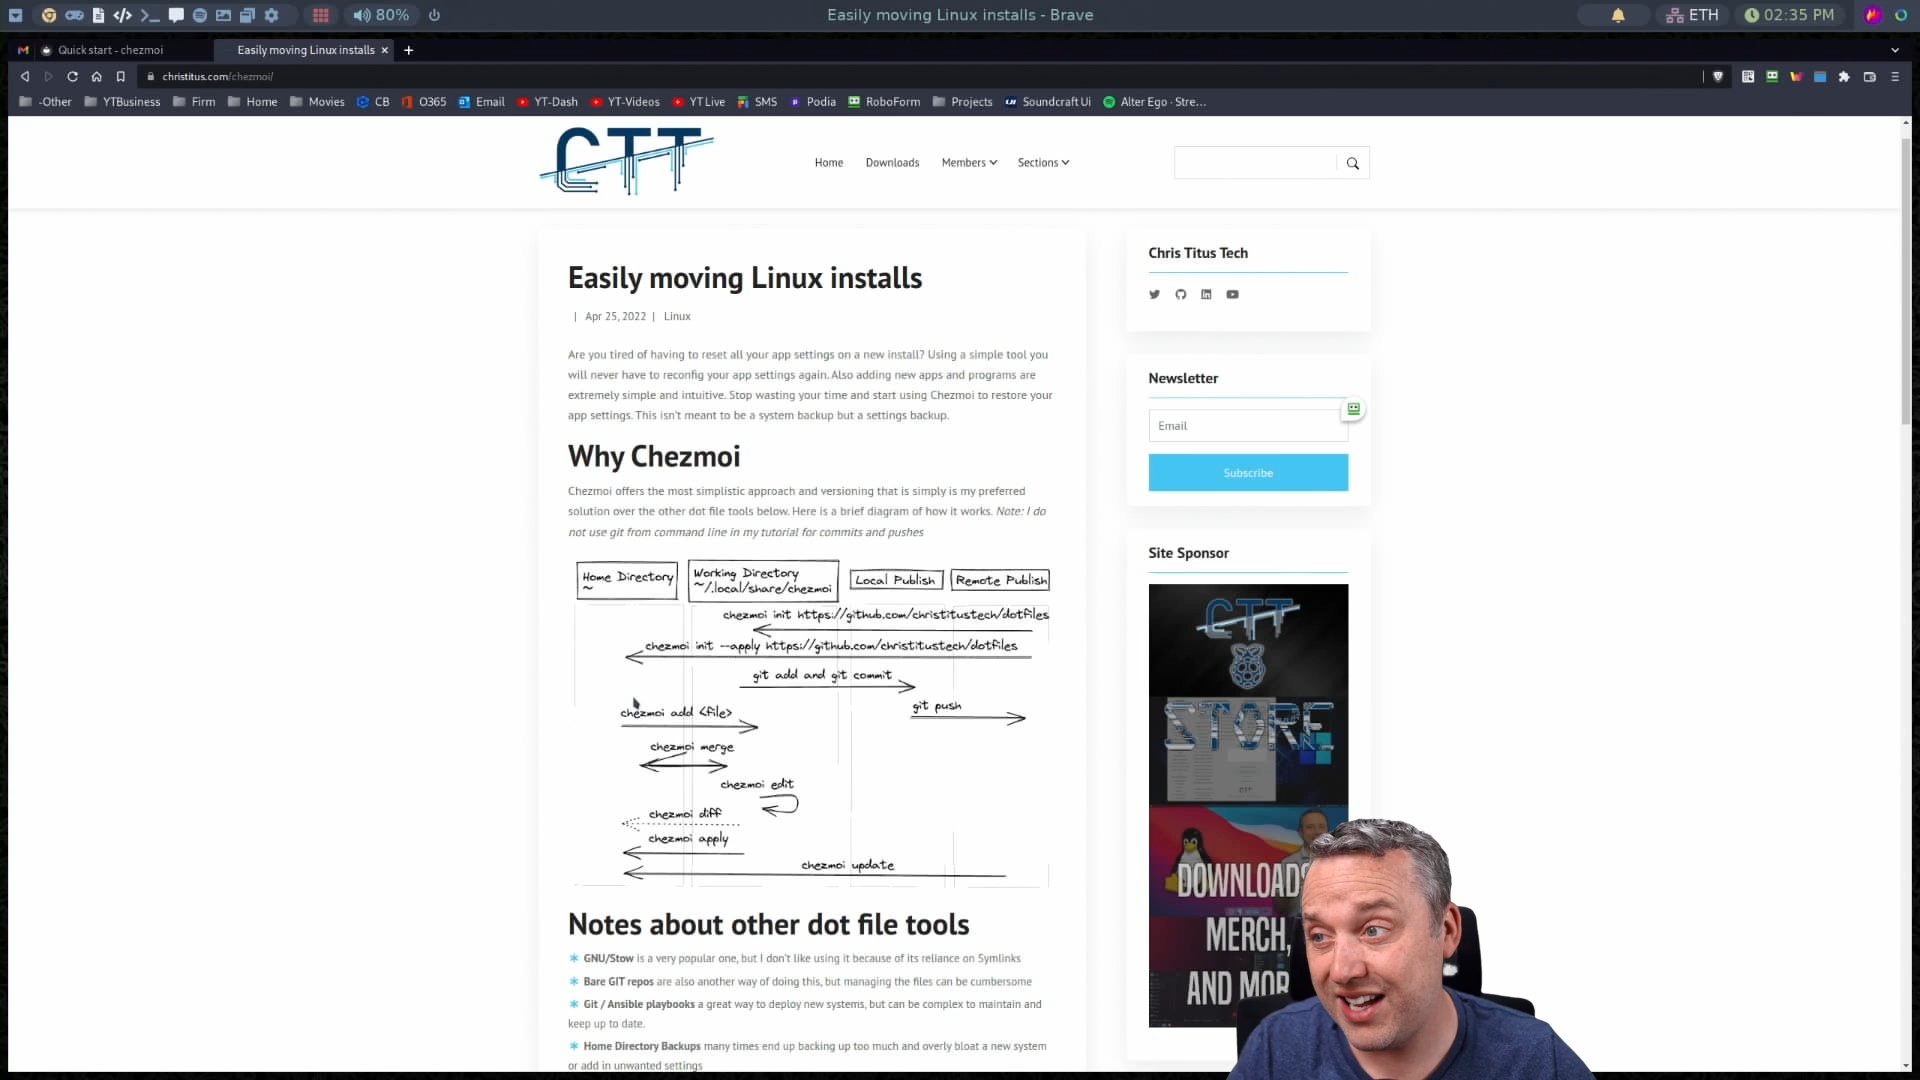 80%
Easily moving Linux installs - Brave
ETH
02:35 PM
Quick start - chezmoi
Easily moving Linux installs
christitus.com/chezmoi/
-Other
YTBusiness
Firm
Home
Movies
CB
O365
Email
YT-Dash
YT-Videos
YT Live
SMS
Podia
RoboForm
Projects
Soundcraft Ui
Alter Ego · Stre...
CTT
Home
Downloads
Members
Sections
Easily moving Linux installs
| Apr 25, 2022 | Linux
Are you tired of having to reset all your app settings on a new install? Using a simple tool you
will never have to reconfig your app settings again. Also adding new apps and programs are
extremely simple and intuitive. Stop wasting your time and start using Chezmoi to restore your
app settings. This isn't meant to be a system backup but a settings backup.
Why Chezmoi
Chezmoi offers the most simplistic approach and versioning that is simply is my preferred
solution over the other dot file tools below. Here is a brief diagram of how it works. Note: I do
not use git from command line in my tutorial for commits and pushes
Home Directory
~
Working Directory
~/.local/share/chezmoi
Local Publish
Remote Publish
chezmoi init https://github.com/christitustech/dotfiles
chezmoi init --apply https://github.com/christitustech/dotfiles
git add and git commit
git push
chezmoi add <file>
chezmoi merge
chezmoi edit
chezmoi diff
chezmoi apply
chezmoi update
Notes about other dot file tools
GNU/Stow is a very popular one, but I don't like using it because of its reliance on Symlinks
Bare GIT repos are also another way of doing this, but managing the files can be cumbersome
Git / Ansible playbooks a great way to deploy new systems, but can be complex to maintain and
keep up to date.
Home Directory Backups many times end up backing up too much and overly bloat a new system
or add in unwanted settings
Chris Titus Tech
Newsletter
Email
Subscribe
Site Sponsor
CTT
STORE
DOWNLOADS
MERCH,
AND MOR